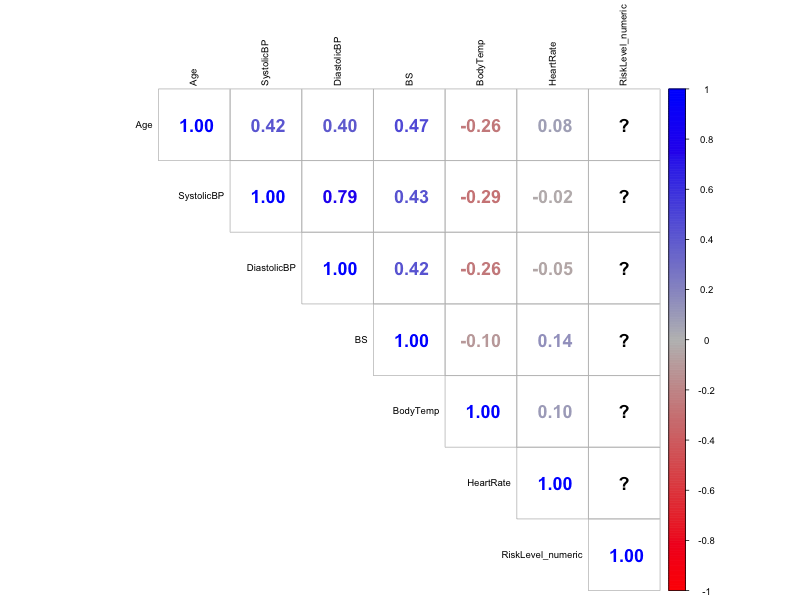 Age SystolicBP DiastolicBP BS BodyTemp HeartRate RiskLevel_numeric
Age 1.00 0.42 0.40 0.47 -0.26 0.08 ?
SystolicBP 1.00 0.79 0.43 -0.29 -0.02 ?
DiastolicBP 1.00 0.42 -0.26 -0.05 ?
BS 1.00 -0.10 0.14 ?
BodyTemp 1.00 0.10 ?
HeartRate 1.00 ?
RiskLevel_numeric 1.00
1
0.8
0.6
0.4
0.2
0
-0.2
-0.4
-0.6
-0.8
-1